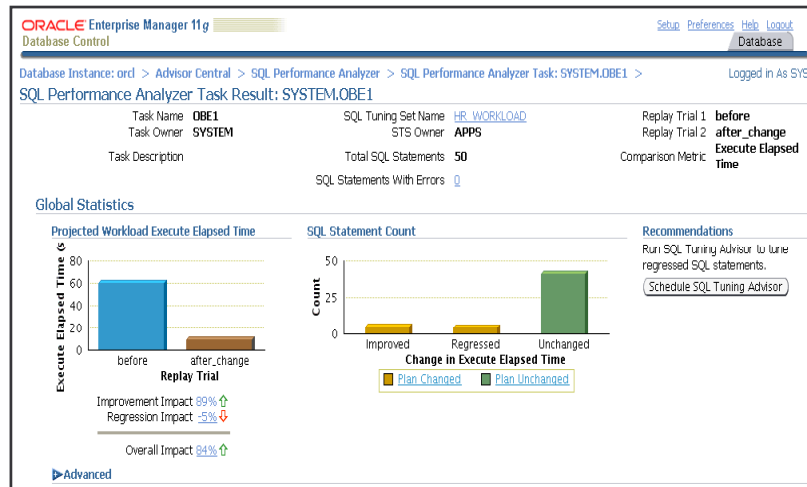 ORACLE Enterprise Manager 11g
Database Control
Setup Preferences Help Logout
Database
Database Instance: orcl > Advisor Central > SQL Performance Analyzer > SQL Performance Analyzer Task: SYSTEM.OBE1 >
Logged in As SYS
SQL Performance Analyzer Task Result: SYSTEM.OBE1
Task Name OBE1
Task Owner SYSTEM
Task Description
SQL Tuning Set Name HR_WORKLOAD
STS Owner APPS
Total SQL Statements 50
SQL Statements With Errors 0
Replay Trial 1 before
Replay Trial 2 after_change
Comparison Metric Execute Elapsed
Time
Global Statistics
Projected Workload Execute Elapsed Time
Execute Elapsed Time (s
80
60
40
20
0
before after_change
Replay Trial
Improvement Impact 89%
Regression Impact -5%
Overall Impact 84%
SQL Statement Count
Count
50
25
0
Improved Regressed Unchanged
Change in Execute Elapsed Time
Plan Changed Plan Unchanged
Recommendations
Run SQL Tuning Advisor to tune
regressed SQL statements.
Schedule SQL Tuning Advisor
Advanced